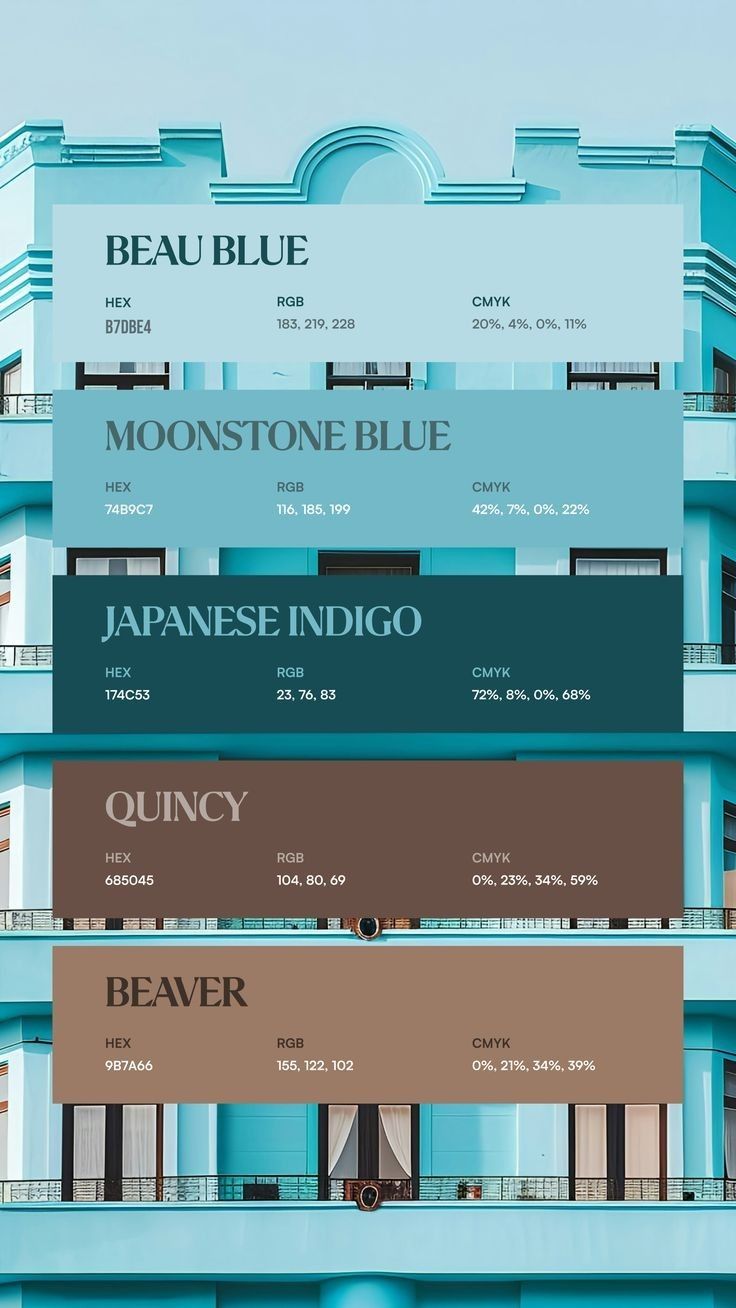 BEAU BLUE
HEX RGB CMYK
B7DBE4 183, 219, 228 20%, 4%, 0%, 11%
MOONSTONE BLUE
HEX RGB CMYK
74B9C7 116, 185, 199 42%, 7%, 0%, 22%
JAPANESE INDIGO
HEX RGB CMYK
174C53 23, 76, 83 72%, 8%, 0%, 68%
QUINCY
HEX RGB CMYK
685045 104, 80, 69 0%, 23%, 34%, 59%
BEAVER
HEX RGB CMYK
9B7A66 155, 122, 102 0%, 21%, 34%, 39%